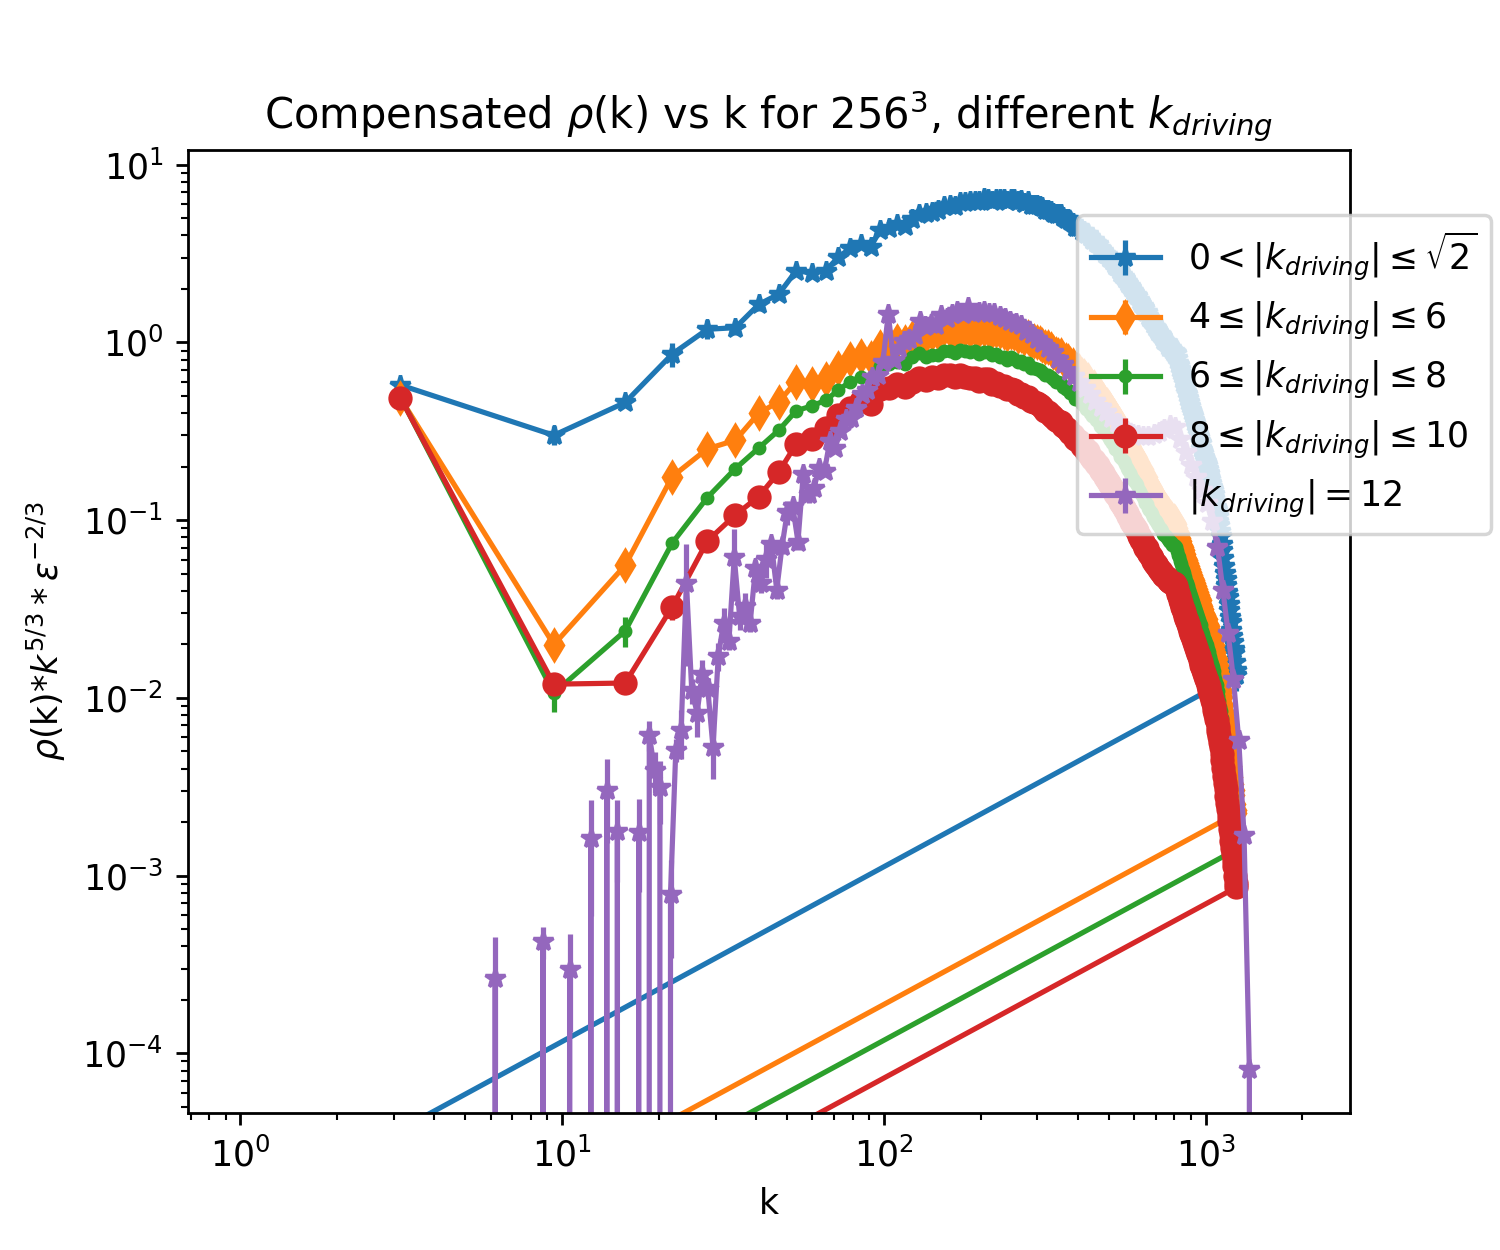 Compensated ρ(k) vs k for 256³, different k_driving
10¹
10⁰
10⁻¹
10⁻²
10⁻³
10⁻⁴
ρ(k)*k^5/3 * ε^−2/3
0 < |k_driving| ≤ √2
4 ≤ |k_driving| ≤ 6
6 ≤ |k_driving| ≤ 8
8 ≤ |k_driving| ≤ 10
|k_driving| = 12
10⁰ 10¹ 10² 10³
k